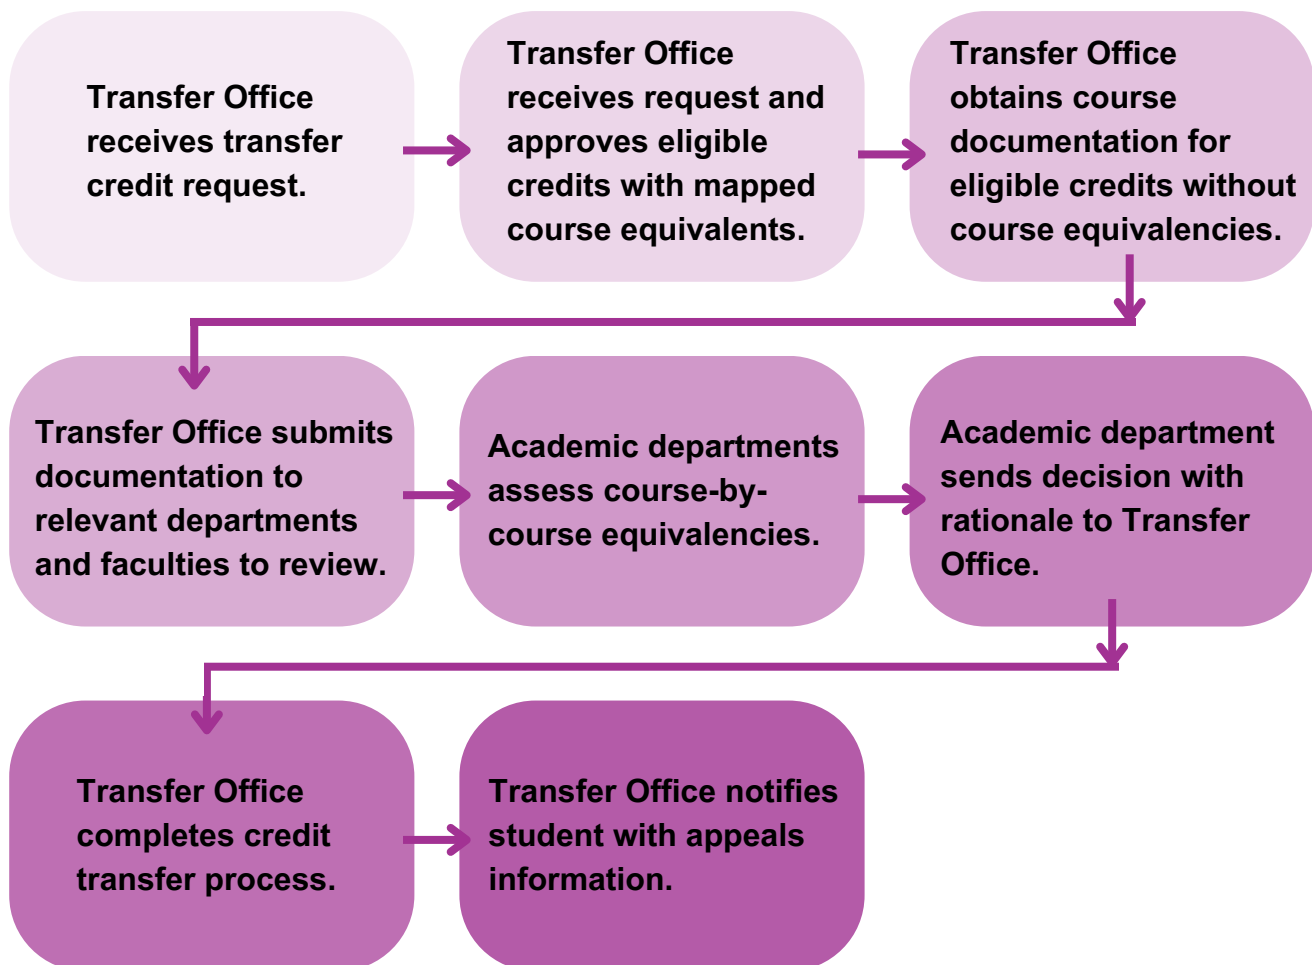 Transfer Office
receives transfer
credit request.
Transfer Office
receives request and
approves eligible
credits with mapped
course equivalents.
Transfer Office
obtains course
documentation for
eligible credits without
course equivalencies.
Transfer Office submits
documentation to
relevant departments
and faculties to review.
Academic departments
assess course-by-
course equivalencies.
Academic department
sends decision with
rationale to Transfer
Office.
Transfer Office
completes credit
transfer process.
Transfer Office notifies
student with appeals
information.